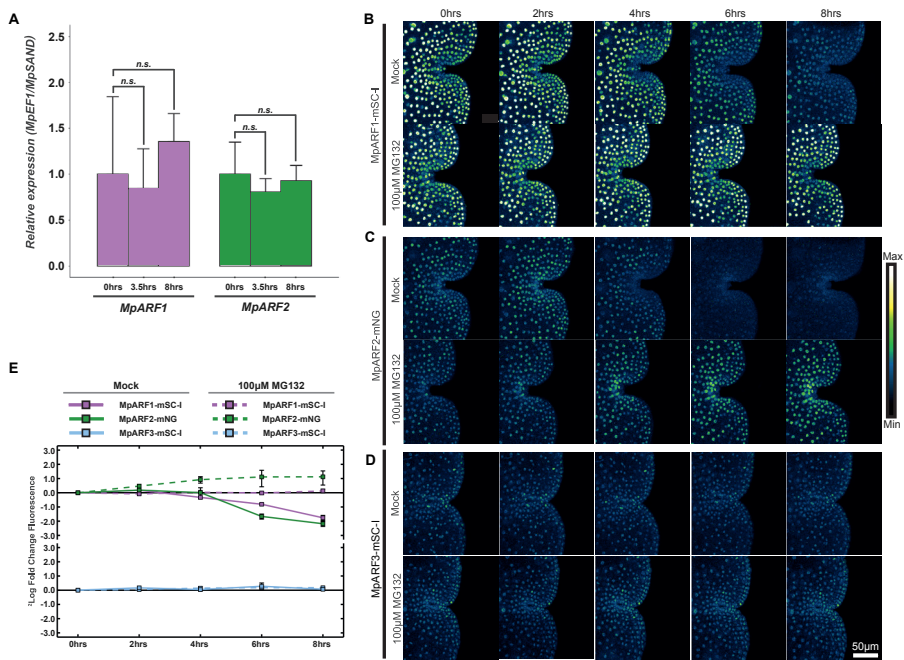 A
Relative expression (MpEF1/MpSAND)
2.5
2.0
1.5
1.0
0.5
0.0
n.s.
n.s.
n.s.
n.s.
0hrs 3.5hrs 8hrs 0hrs 3.5hrs 8hrs
MpARF1 MpARF2
B
0hrs 2hrs 4hrs 6hrs 8hrs
MpARF1-mSC-I
Mock
100µM MG132
C
MpARF2-mNG
Mock
100µM MG132
Max
Min
D
MpARF3-mSC-I
Mock
100µM MG132
50µm
E
Mock 100µM MG132
MpARF1-mSC-I MpARF1-mSC-I
MpARF2-mNG MpARF2-mNG
MpARF3-mSC-I MpARF3-mSC-I
²Log Fold Change Fluorescence
3.0
2.0
1.0
0.0
-1.0
-2.0
-3.0
3.0
2.0
1.0
0.0
-1.0
-2.0
-3.0
0hrs 2hrs 4hrs 6hrs 8hrs